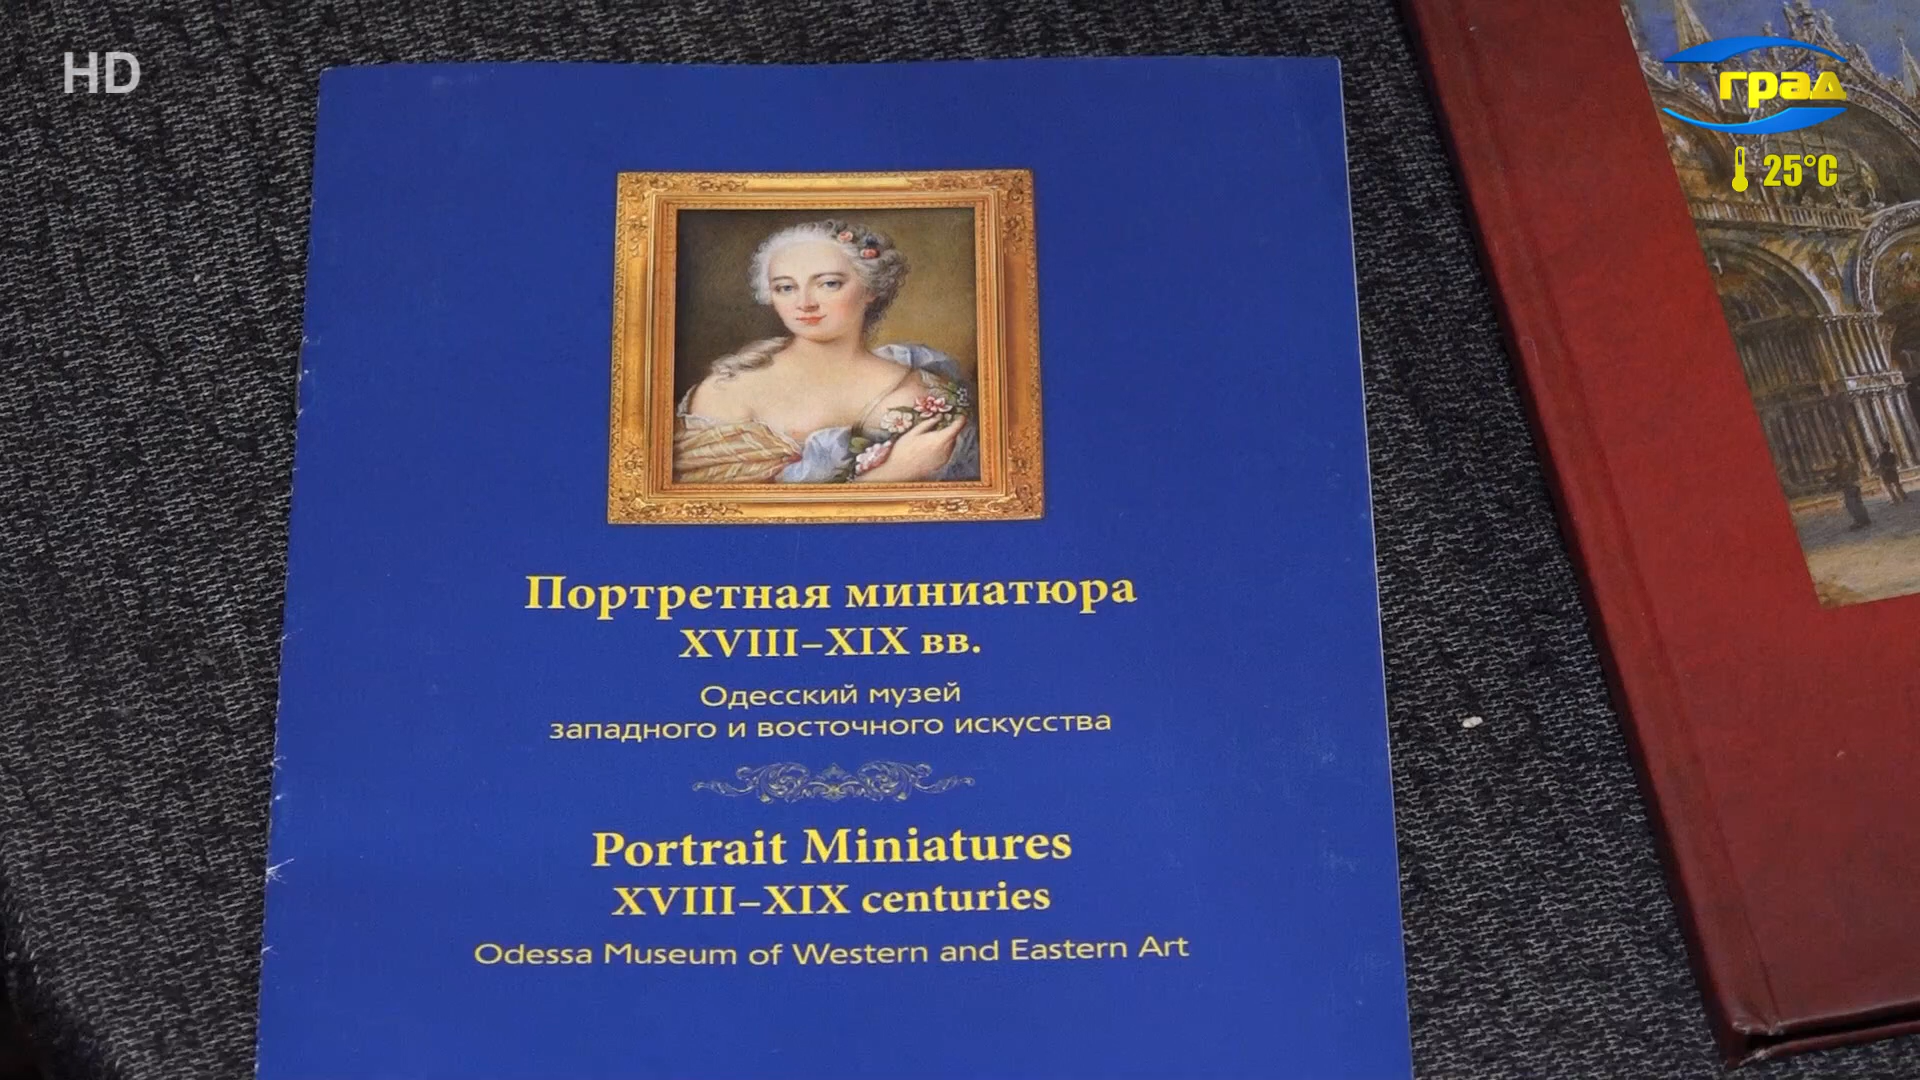 HD
град
25°C
Портретная миниатюра
XVIII–XIX вв.
Одесский музей
западного и восточного искусства
Portrait Miniatures
XVIII–XIX centuries
Odessa Museum of Western and Eastern Art